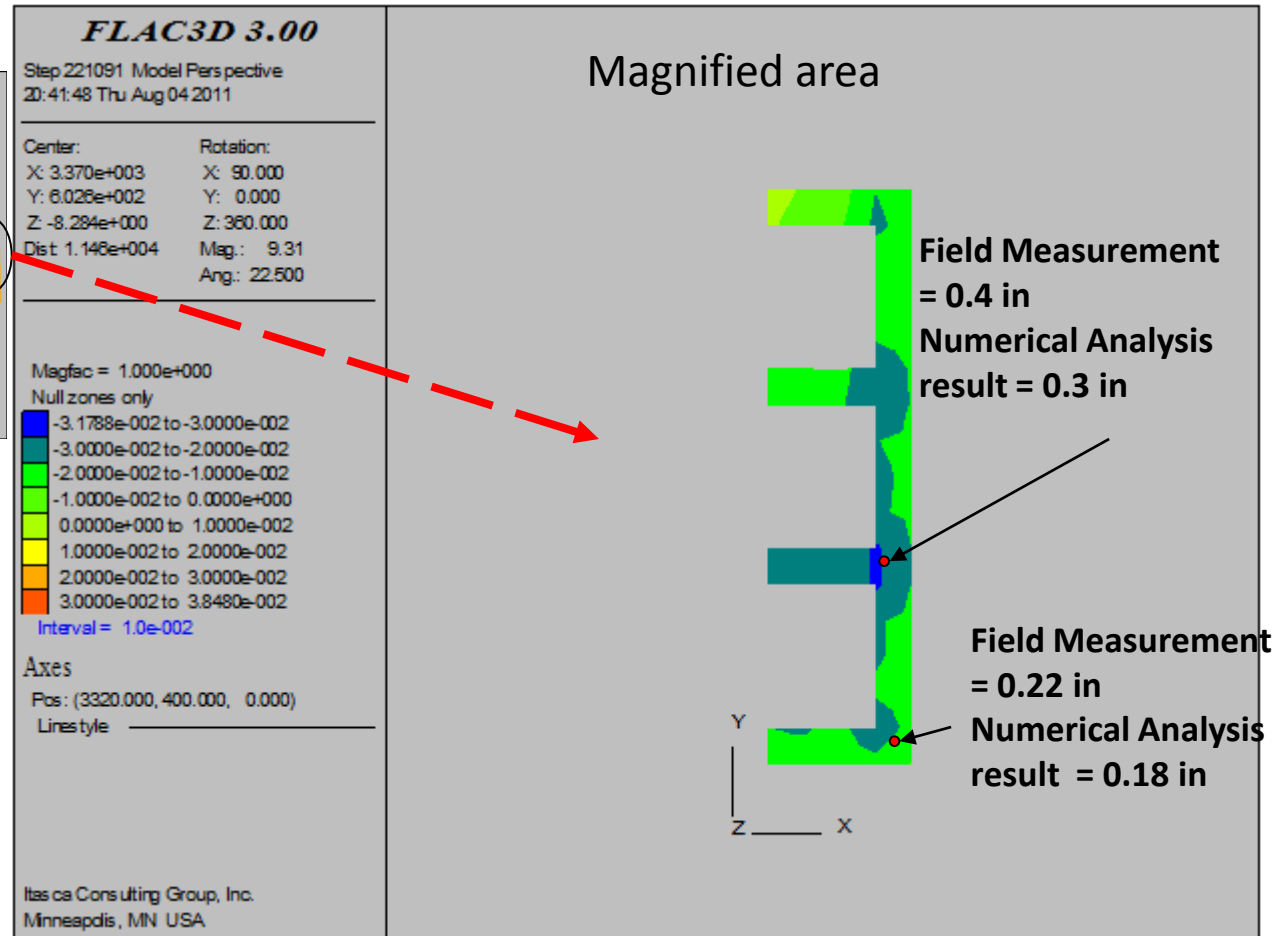 FLAC3D 3.00
Step 221091 Model Perspective
20:41:48 Thu Aug 04 2011
Center:
X: 3.370e+003
Y: 6.026e+002
Z: -8.284e+000
Dist: 1.146e+004
Rotation:
X: 90.000
Y: 0.000
Z: 360.000
Mag.: 9.31
Ang.: 22.500
Magfac = 1.000e+000
Null zones only
-3.1788e-002 to -3.0000e-002
-3.0000e-002 to -2.0000e-002
-2.0000e-002 to -1.0000e-002
-1.0000e-002 to 0.0000e+000
0.0000e+000 to 1.0000e-002
1.0000e-002 to 2.0000e-002
2.0000e-002 to 3.0000e-002
3.0000e-002 to 3.8480e-002
Interval = 1.0e-002
Axes
Pos: (3320.000, 400.000, 0.000)
Linestyle
Itasca Consulting Group, Inc.
Minneapolis, MN USA
Magnified area
Field Measurement
= 0.4 in
Numerical Analysis
result = 0.3 in
Field Measurement
= 0.22 in
Numerical Analysis
result = 0.18 in
Y
Z X